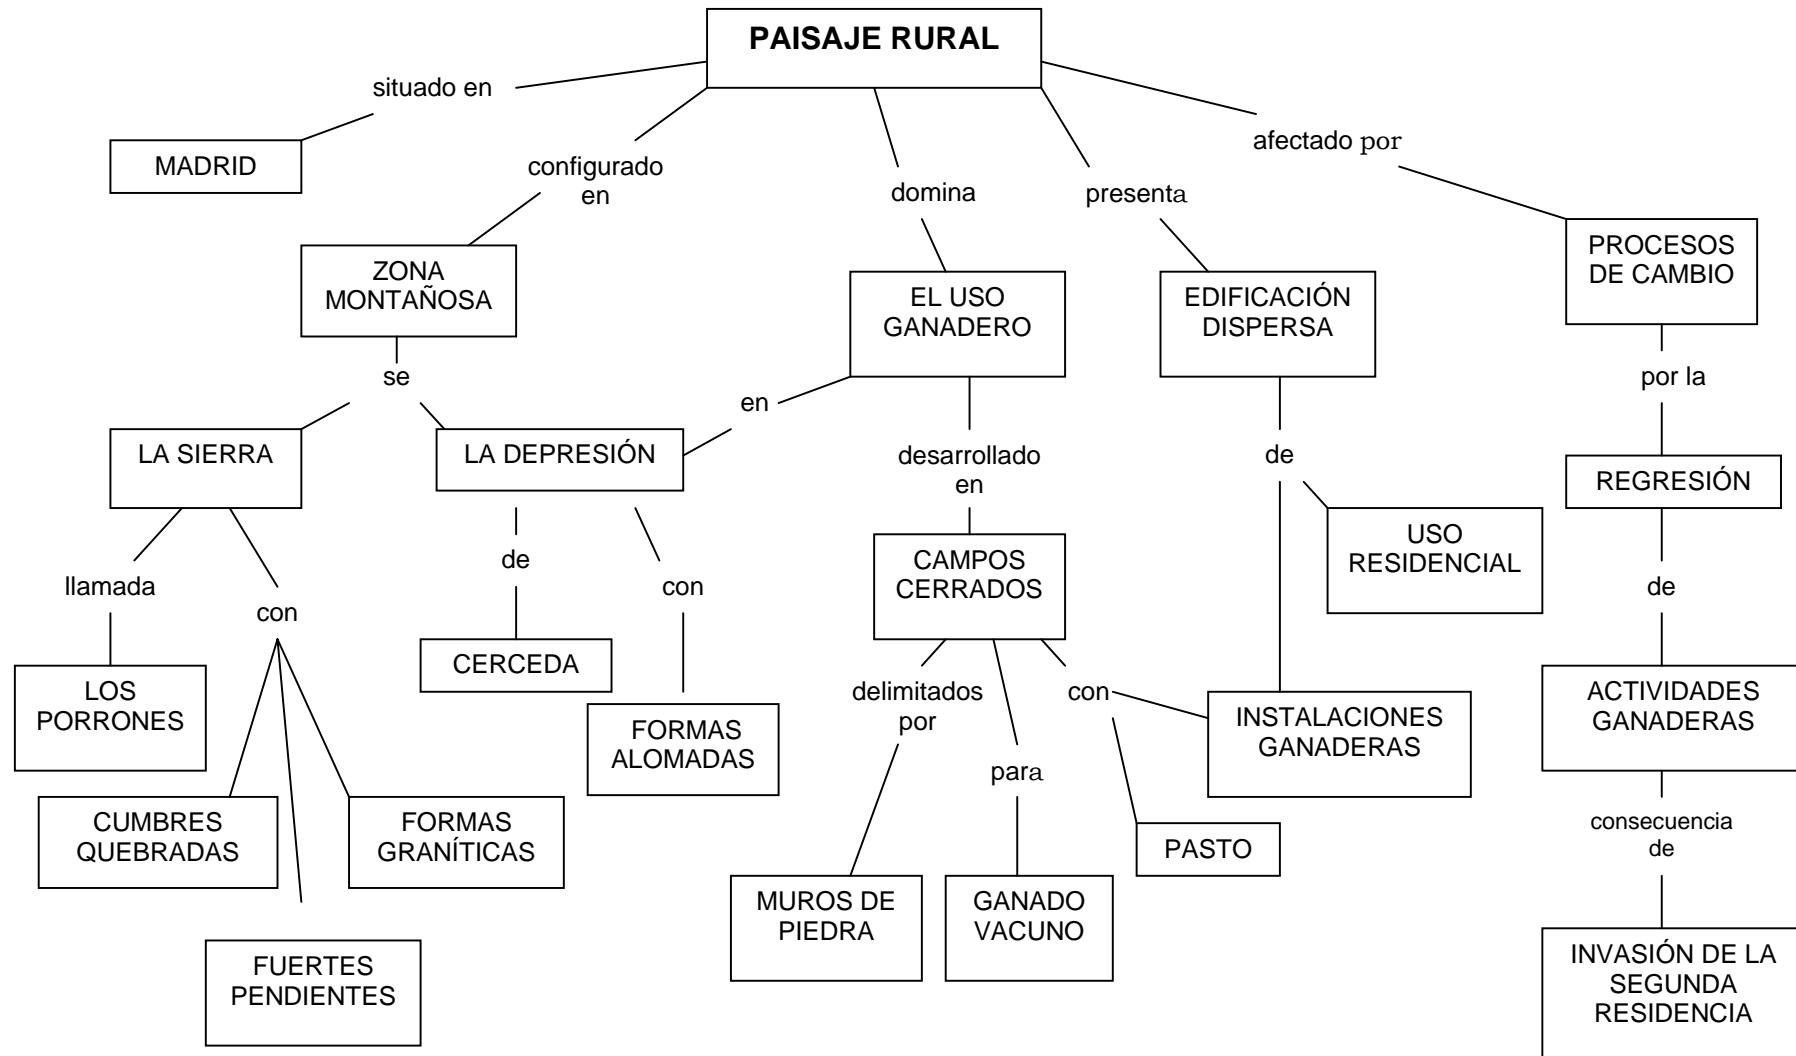 PAISAJE RURAL
situado en
MADRID
configurado
en
domina
presenta
afectado por
ZONA
MONTAÑOSA
EL USO
GANADERO
EDIFICACIÓN
DISPERSA
PROCESOS
DE CAMBIO
se
en
por la
LA SIERRA
LA DEPRESIÓN
desarrollado
en
de
REGRESIÓN
USO
RESIDENCIAL
llamada
con
de
con
CAMPOS
CERRADOS
de
LOS
PORRONES
CERCEDA
FORMAS
ALOMADAS
delimitados
por
para
con
INSTALACIONES
GANADERAS
ACTIVIDADES
GANADERAS
CUMBRES
QUEBRADAS
FORMAS
GRANÍTICAS
PASTO
consecuencia
de
MUROS DE
PIEDRA
GANADO
VACUNO
FUERTES
PENDIENTES
INVASIÓN DE LA
SEGUNDA
RESIDENCIA